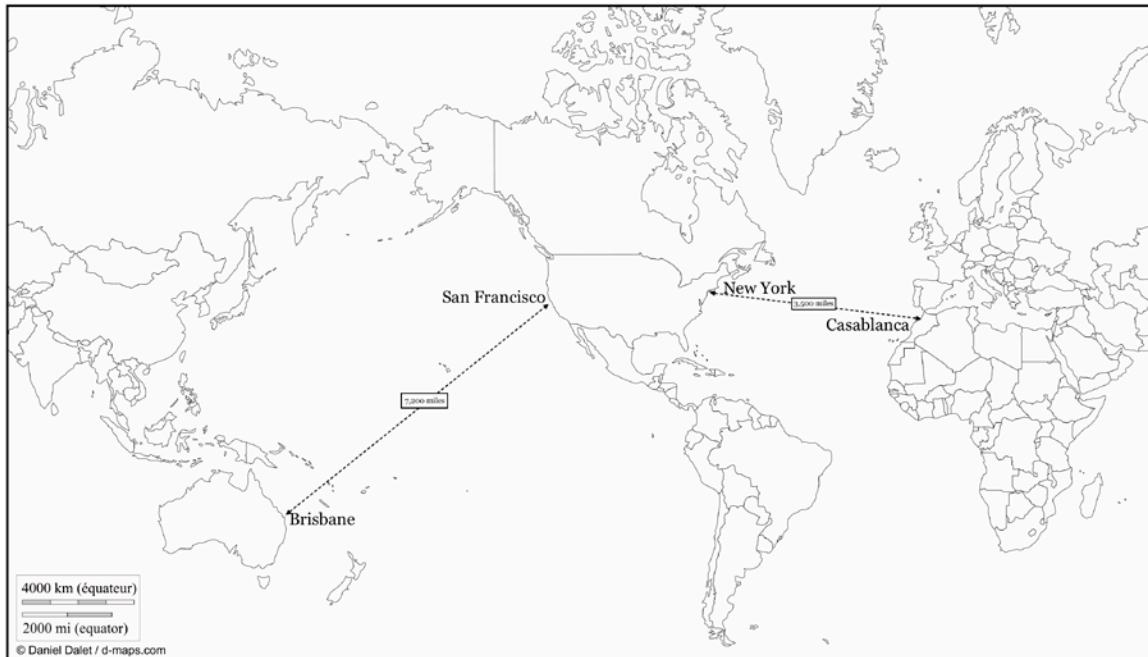 New York
San Francisco
3,500 miles
Casablanca
7,200 miles
Brisbane
4000 km (équateur)
2000 mi (equator)
© Daniel Dalet / d-maps.com